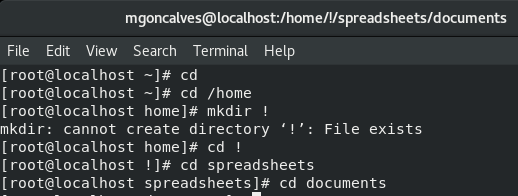 mgoncalves@localhost:/home/!/spreadsheets/documents
File Edit View Search Terminal Help
[root@localhost ~]# cd
[root@localhost ~]# cd /home
[root@localhost home]# mkdir !
mkdir: cannot create directory ‘!’: File exists
[root@localhost home]# cd !
[root@localhost !]# cd spreadsheets
[root@localhost spreadsheets]# cd documents